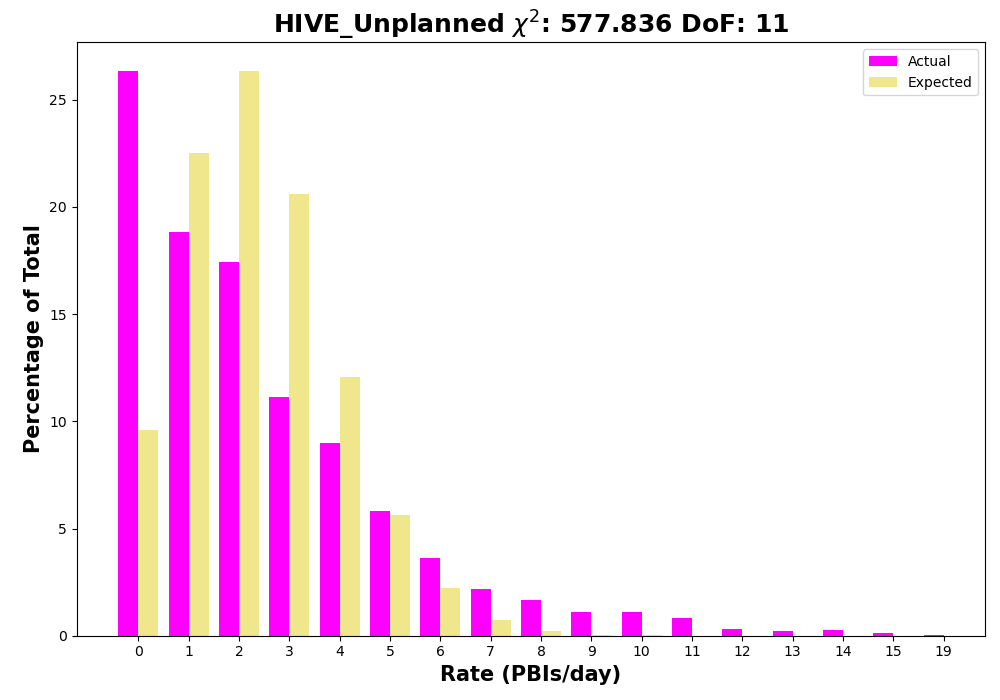 HIVE_Unplanned χ²: 577.836 DoF: 11
Actual
Expected
Percentage of Total
25
20
15
10
5
0
0 1 2 3 4 5 6 7 8 9 10 11 12 13 14 15 19
Rate (PBIs/day)